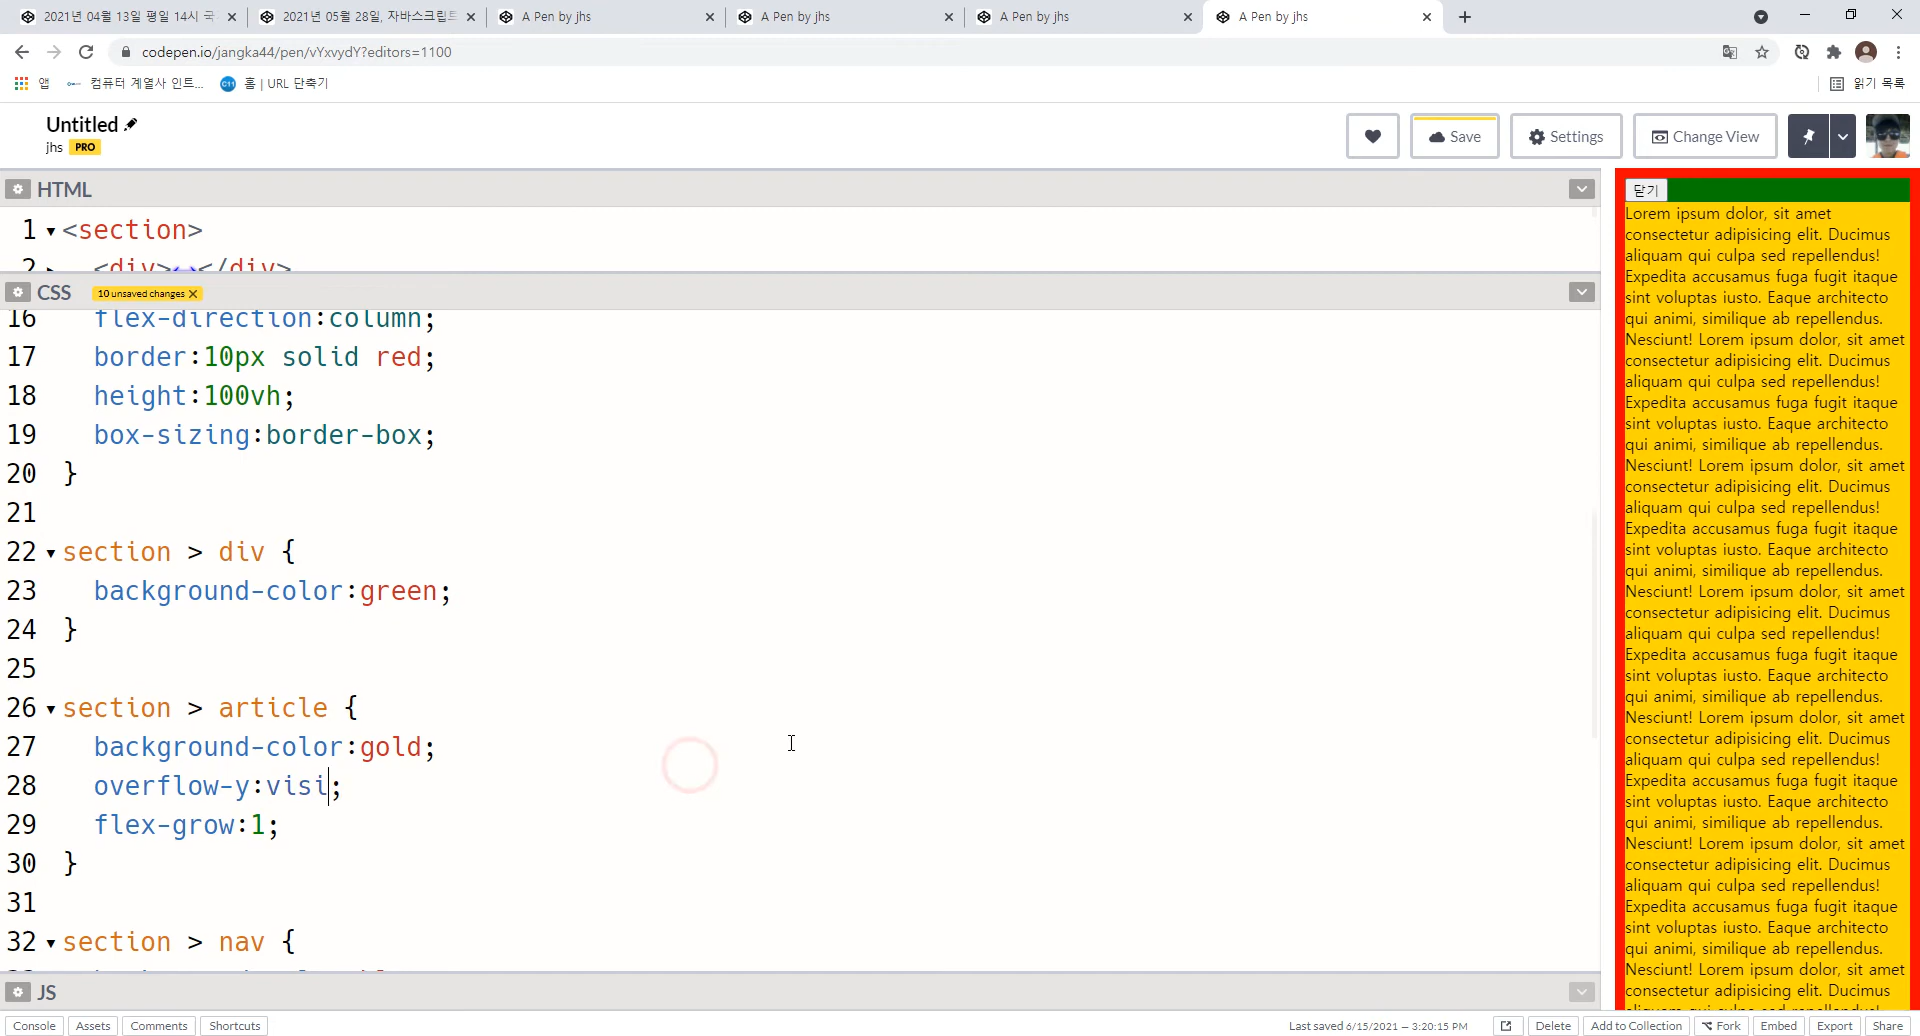 2021년 04월 13일 평일 14시 국
2021년 05월 28일, 자바스크립트
A Pen by jhs
A Pen by jhs
A Pen by jhs
A Pen by jhs
codepen.io/jangka44/pen/vYxvydY?editors=1100
앱 컴퓨터 계열사 인트... 홈 | URL 단축기 읽기 목록
Untitled
jhs PRO
Save Settings Change View
HTML
1 <section>
2 <div>↔</div>
CSS 10 unsaved changes
16 flex-direction:column;
17 border:10px solid red;
18 height:100vh;
19 box-sizing:border-box;
20 }
21
22 section > div {
23 background-color:green;
24 }
25
26 section > article {
27 background-color:gold;
28 overflow-y:visi;
29 flex-grow:1;
30 }
31
32 section > nav {
JS
닫기
Lorem ipsum dolor, sit amet
consectetur adipisicing elit. Ducimus
aliquam qui culpa sed repellendus!
Expedita accusamus fuga fugit itaque
sint voluptas iusto. Eaque architecto
qui animi, similique ab repellendus.
Nesciunt! Lorem ipsum dolor, sit amet
consectetur adipisicing elit. Ducimus
aliquam qui culpa sed repellendus!
Expedita accusamus fuga fugit itaque
sint voluptas iusto. Eaque architecto
qui animi, similique ab repellendus.
Nesciunt! Lorem ipsum dolor, sit amet
consectetur adipisicing elit. Ducimus
aliquam qui culpa sed repellendus!
Expedita accusamus fuga fugit itaque
sint voluptas iusto. Eaque architecto
qui animi, similique ab repellendus.
Nesciunt! Lorem ipsum dolor, sit amet
consectetur adipisicing elit. Ducimus
aliquam qui culpa sed repellendus!
Expedita accusamus fuga fugit itaque
sint voluptas iusto. Eaque architecto
qui animi, similique ab repellendus.
Nesciunt! Lorem ipsum dolor, sit amet
consectetur adipisicing elit. Ducimus
aliquam qui culpa sed repellendus!
Expedita accusamus fuga fugit itaque
sint voluptas iusto. Eaque architecto
qui animi, similique ab repellendus.
Nesciunt! Lorem ipsum dolor, sit amet
consectetur adipisicing elit. Ducimus
aliquam qui culpa sed repellendus!
Expedita accusamus fuga fugit itaque
sint voluptas iusto. Eaque architecto
qui animi, similique ab repellendus.
Nesciunt! Lorem ipsum dolor, sit amet
consectetur adipisicing elit. Ducimus
Console Assets Comments Shortcuts Last saved 6/15/2021 — 3:20:15 PM Delete Add to Collection Fork Embed Export Share